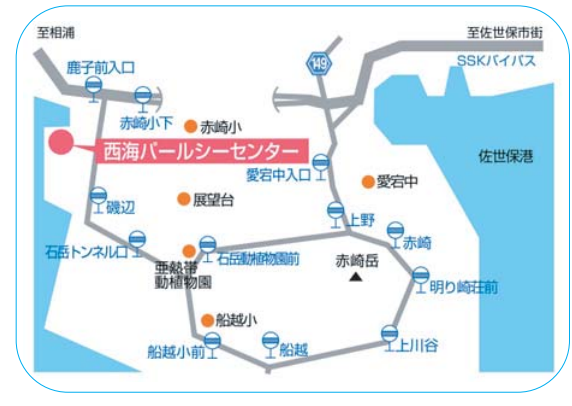 至相浦
至佐世保市街
SSKバイパス
鹿子前入口
149
赤崎小下
赤崎小
西海パールシーセンター
愛宕中入口
愛宕中
佐世保港
展望台
磯辺
上野
赤崎
石岳トンネル口
亜熱帯
動植物園
石岳動植物園前
赤崎岳
明り崎荘前
船越小
船越小前
船越
上川谷